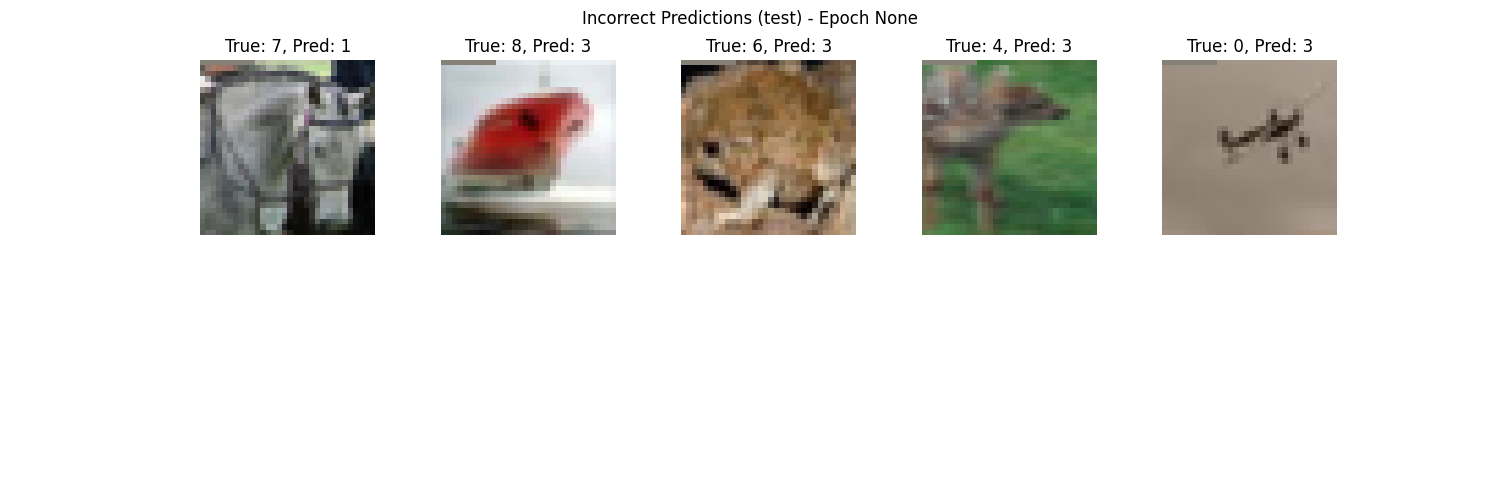 Incorrect Predictions (test) - Epoch None
True: 7, Pred: 1
True: 8, Pred: 3
True: 6, Pred: 3
True: 4, Pred: 3
True: 0, Pred: 3